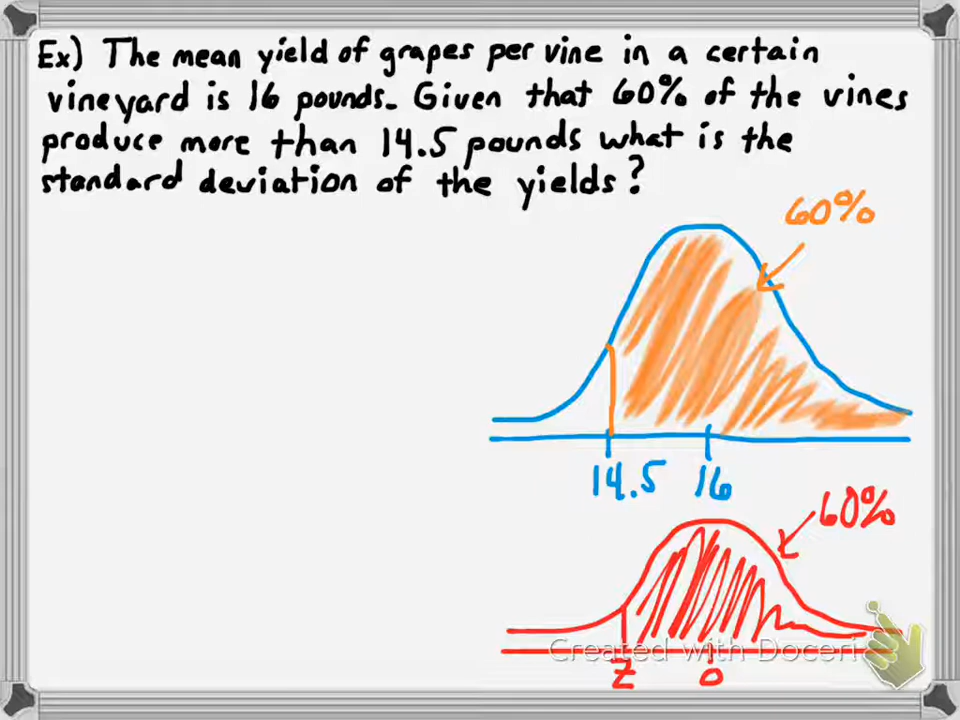 Ex) The mean yield of grapes per vine in a certain
vineyard is 16 pounds. Given that 60% of the vines
produce more than 14.5 pounds what is the
standard deviation of the yields?
60%
14.5 16
60%
Created with Doceri
z 0